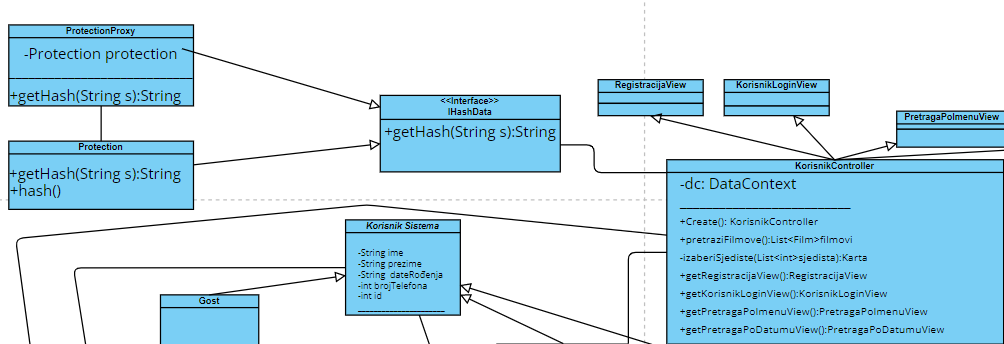 ProtectionProxy
-Protection protection
+getHash(String s):String
Protection
+getHash(String s):String
+hash()
<<Interface>>
IHashData
+getHash(String s):String
RegistracijaView
KorisnikLoginView
PretragaPoImenuView
KorisnikController
-dc: DataContext
+Create(): KorisnikController
+pretraziFilmove():List<Film>filmovi
-izaberiSjediste(List<int>sjedista):Karta
+getRegistracijaView():RegistracijaView
+getKorisnikLoginView():KorisnikLoginView
+getPretragaPoImenuView():PretragaPoImenuView
+getPretragaPoDatumuView():PretragaPoDatumuView
Korisnik Sistema
-String ime
-String prezime
-String dateRođenja
-int brojTelefona
-int id
Gost